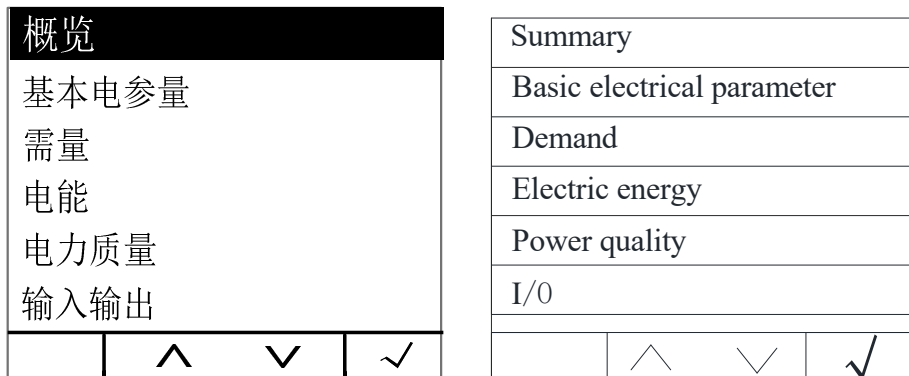 概览
基本电参量
需量
电能
电力质量
输入输出
Summary
Basic electrical parameter
Demand
Electric energy
Power quality
I/0